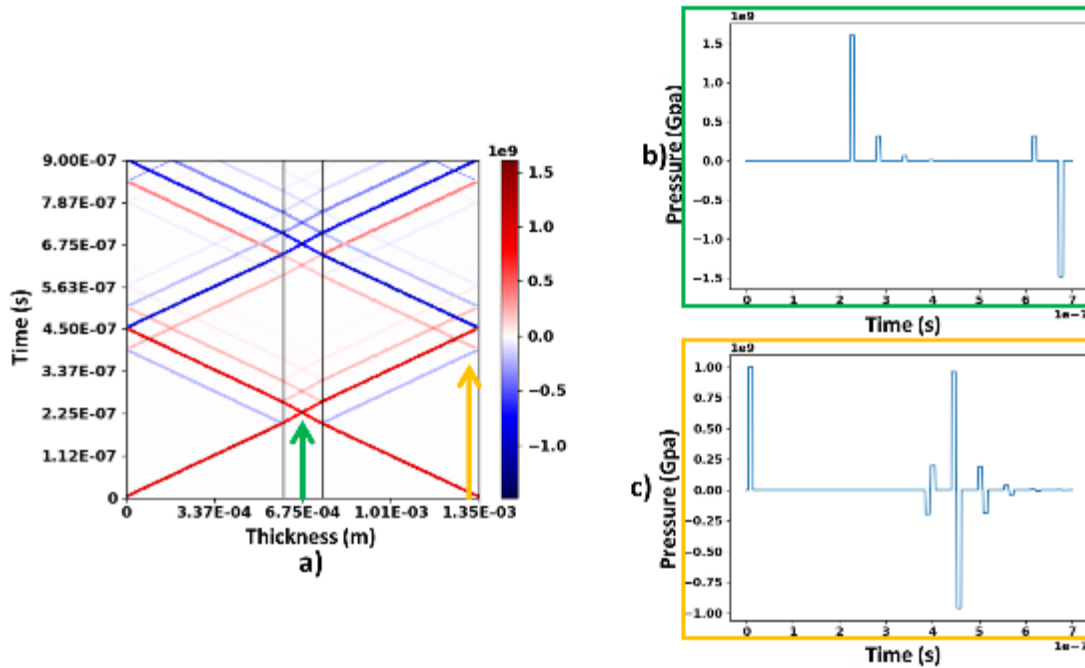 1e9
9.00E-07
7.87E-07
6.75E-07
5.63E-07
4.50E-07
3.37E-07
2.25E-07
1.12E-07
0
Time (s)
0 3.37E-04 6.75E-04 1.01E-03 1.35E-03
Thickness (m)
a)
1.5
1.0
0.5
0.0
−0.5
−1.0
b)
1e9
Pressure (Gpa)
1.5
1.0
0.5
0.0
−0.5
−1.0
−1.5
0 1 2 3 4 5 6 7
1e-7
Time (s)
c)
1e9
Pressure (Gpa)
1.00
0.75
0.50
0.25
0.00
−0.25
−0.50
−0.75
−1.00
0 1 2 3 4 5 6 7
1e-7
Time (s)